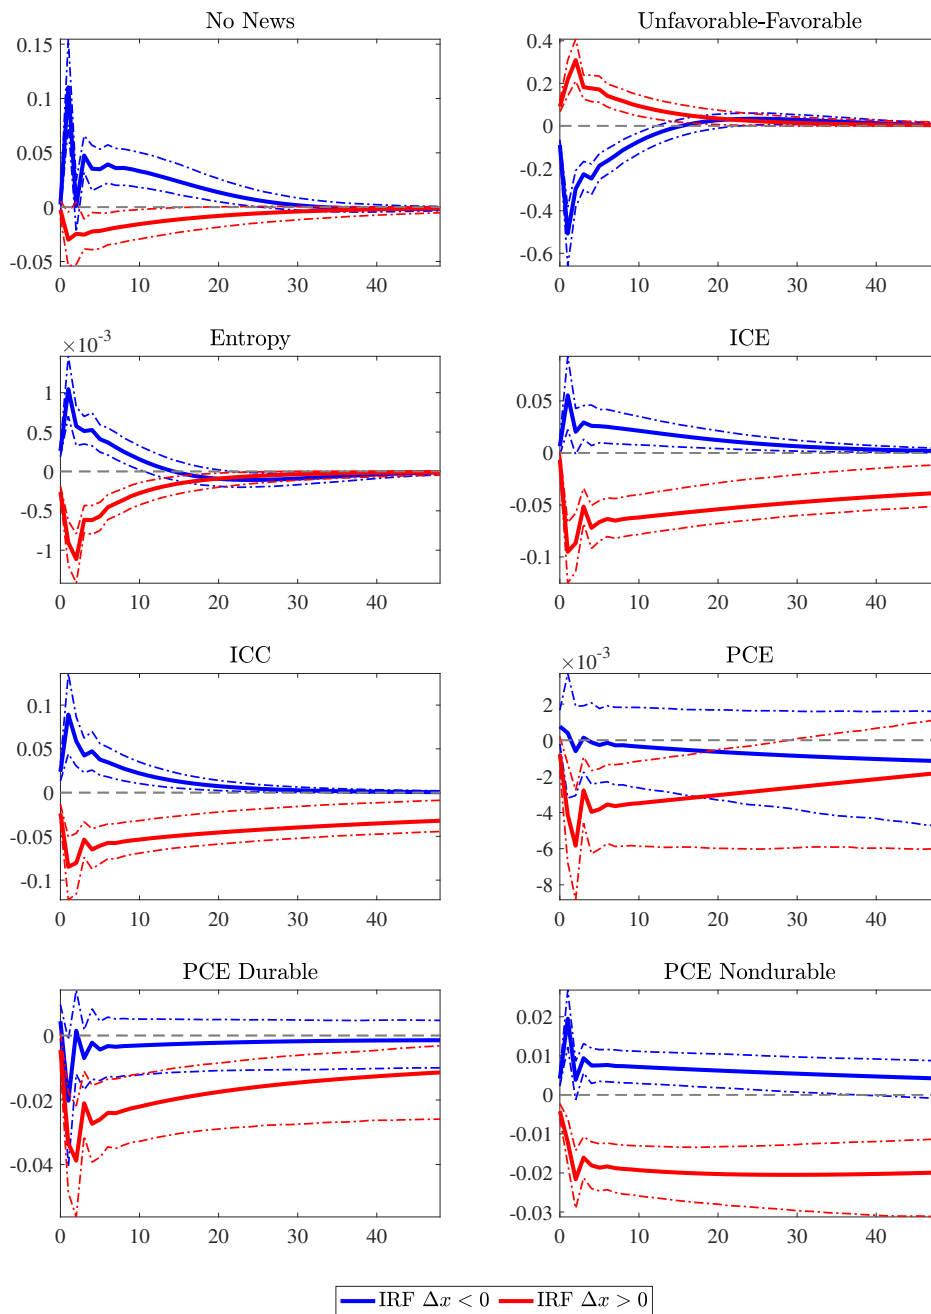 No News
0.15
0.1
0.05
0
-0.05
0 10 20 30 40
Unfavorable-Favorable
0.4
0.2
0
-0.2
-0.4
-0.6
0 10 20 30 40
Entropy
×10⁻³
1
0.5
0
-0.5
-1
0 10 20 30 40
ICE
0.05
0
-0.05
-0.1
0 10 20 30 40
ICC
0.1
0.05
0
-0.05
-0.1
0 10 20 30 40
PCE
×10⁻³
2
0
-2
-4
-6
-8
0 10 20 30 40
PCE Durable
0
-0.02
-0.04
0 10 20 30 40
PCE Nondurable
0.02
0.01
0
-0.01
-0.02
-0.03
0 10 20 30 40
IRF Δx < 0 IRF Δx > 0